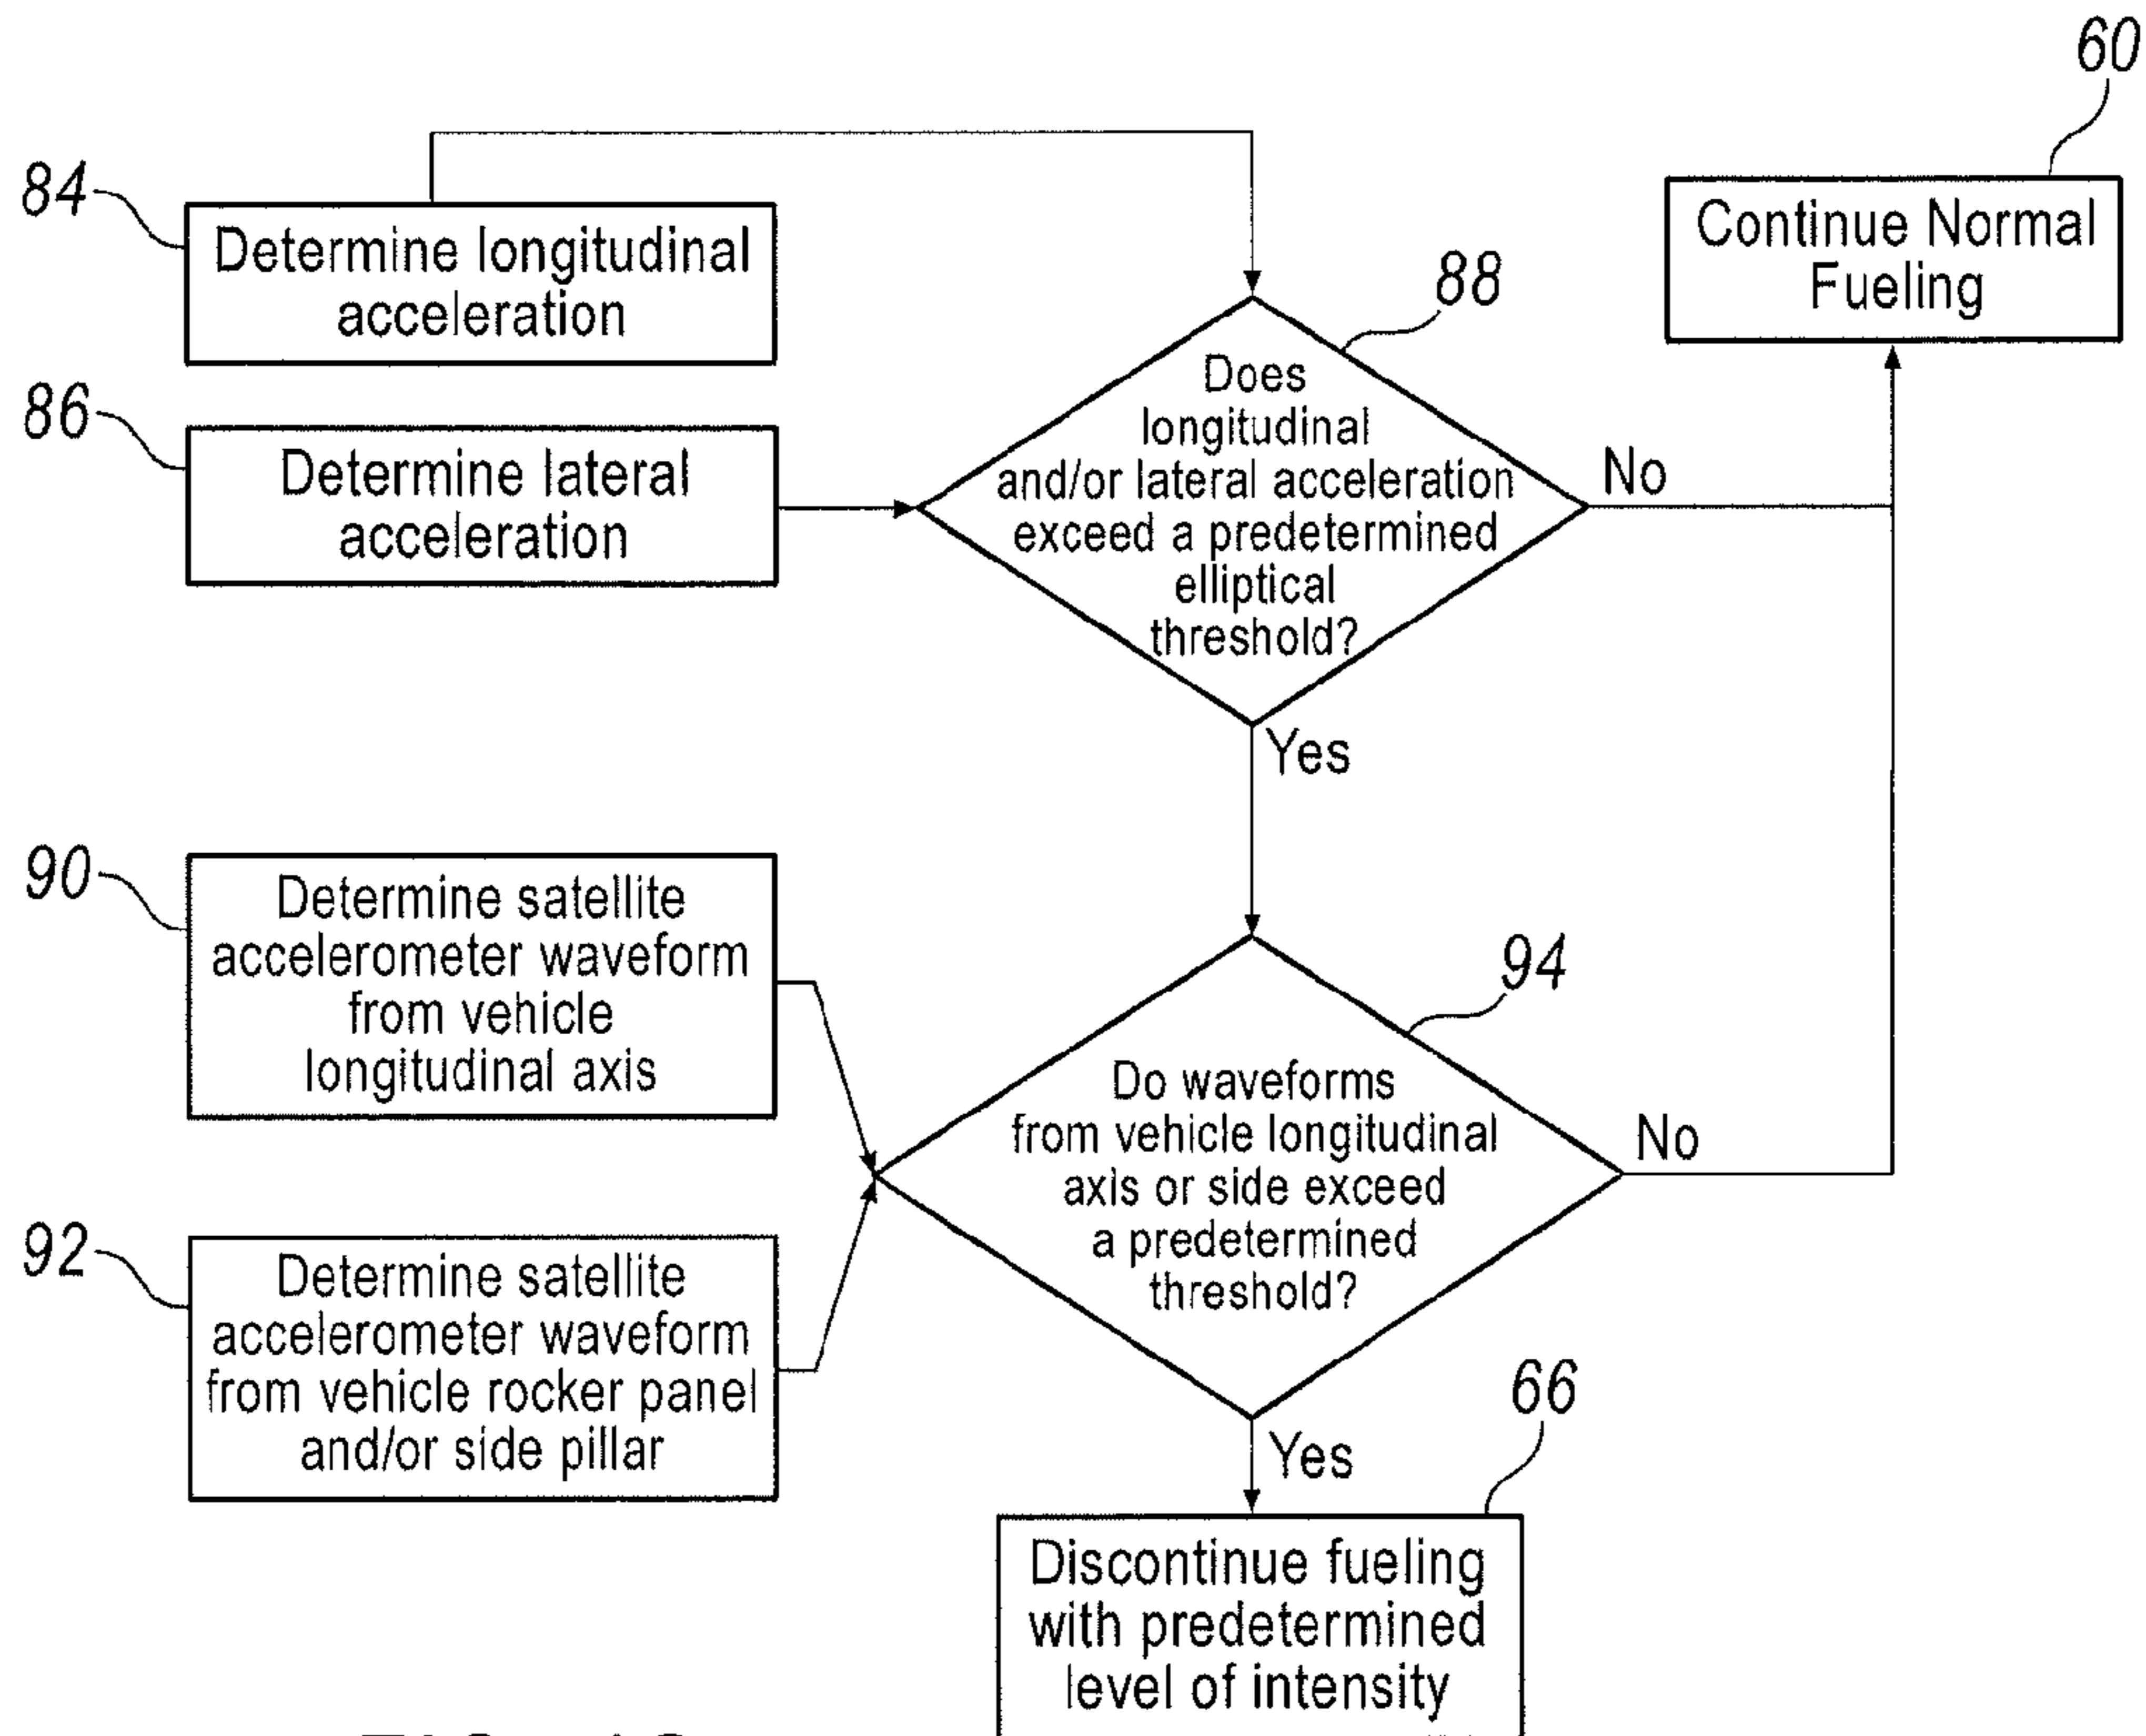 60
84
Determine longitudinal
acceleration
Continue Normal
Fueling
88
86
Determine lateral
acceleration
Does
longitudinal
and/or lateral acceleration
exceed a predetermined
elliptical
threshold?
No
Yes
90
Determine satellite
accelerometer waveform
from vehicle
longitudinal axis
94
Do waveforms
from vehicle longitudinal
axis or side exceed
a predetermined
threshold?
No
92
Determine satellite
accelerometer waveform
from vehicle rocker panel
and/or side pillar
Yes
66
Discontinue fueling
with predetermined
level of intensity